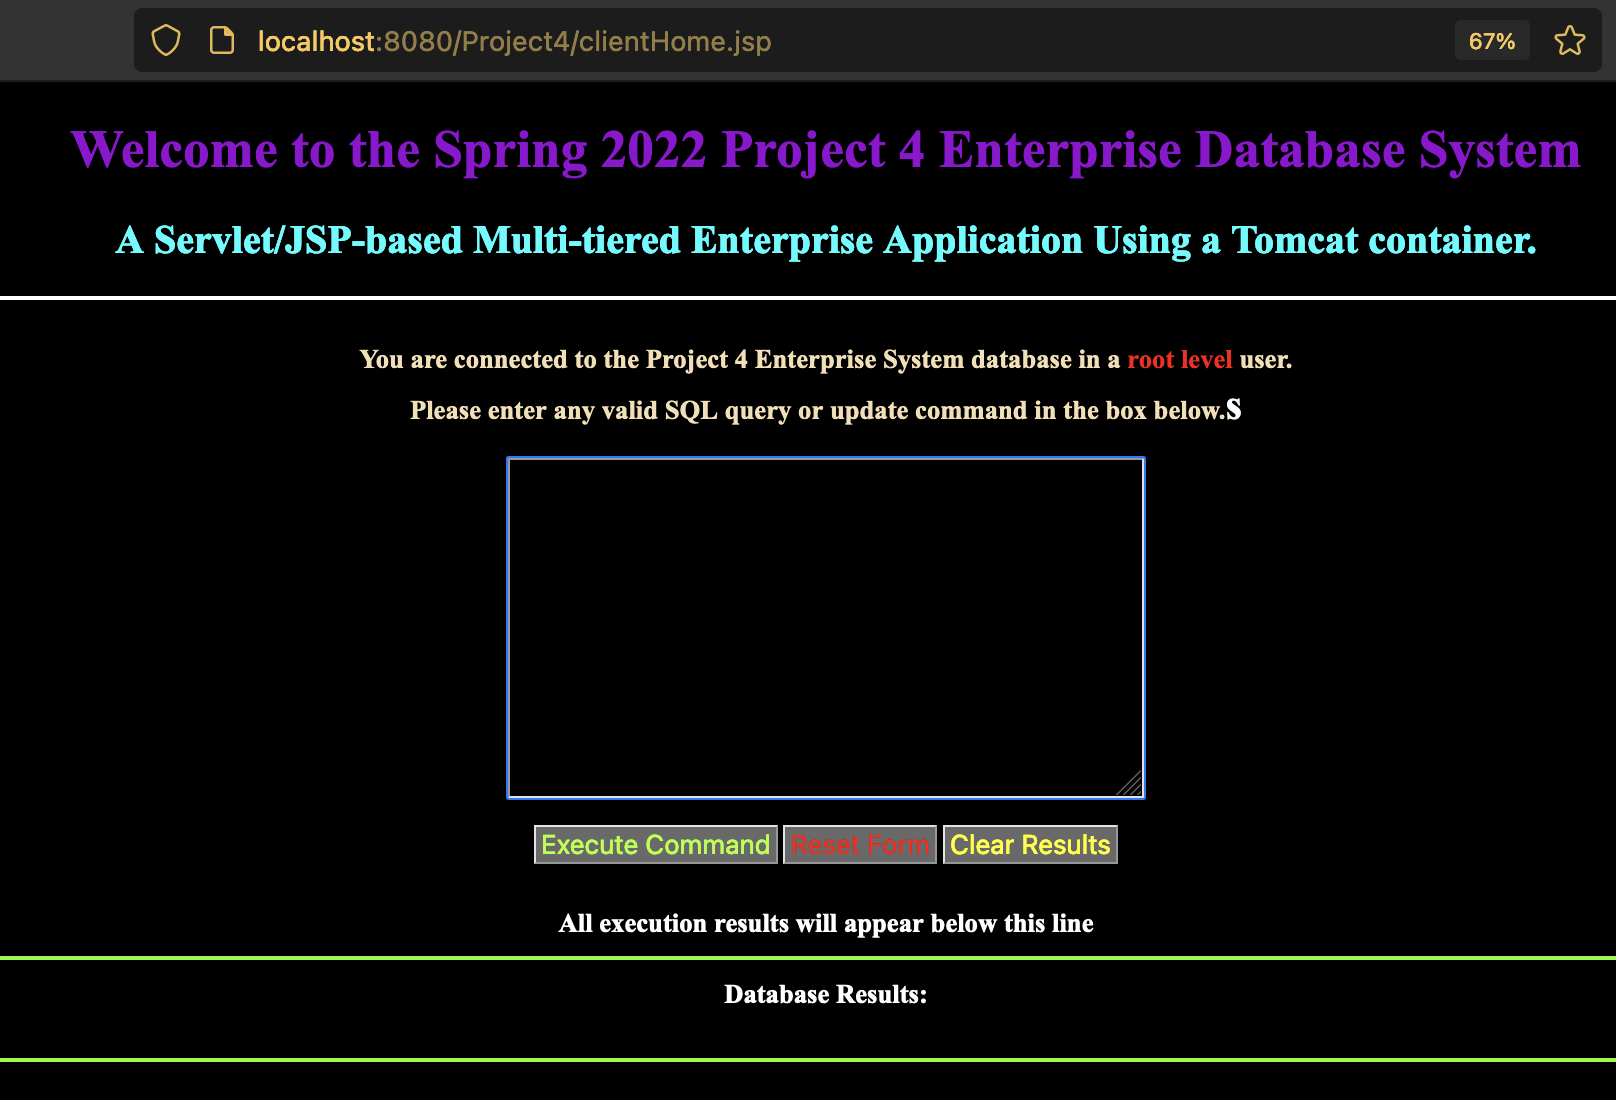 localhost:8080/Project4/clientHome.jsp 67%
Welcome to the Spring 2022 Project 4 Enterprise Database System
A Servlet/JSP-based Multi-tiered Enterprise Application Using a Tomcat container.
You are connected to the Project 4 Enterprise System database in a root level user.
Please enter any valid SQL query or update command in the box below.S
Execute Command Reset Form Clear Results
All execution results will appear below this line
Database Results: